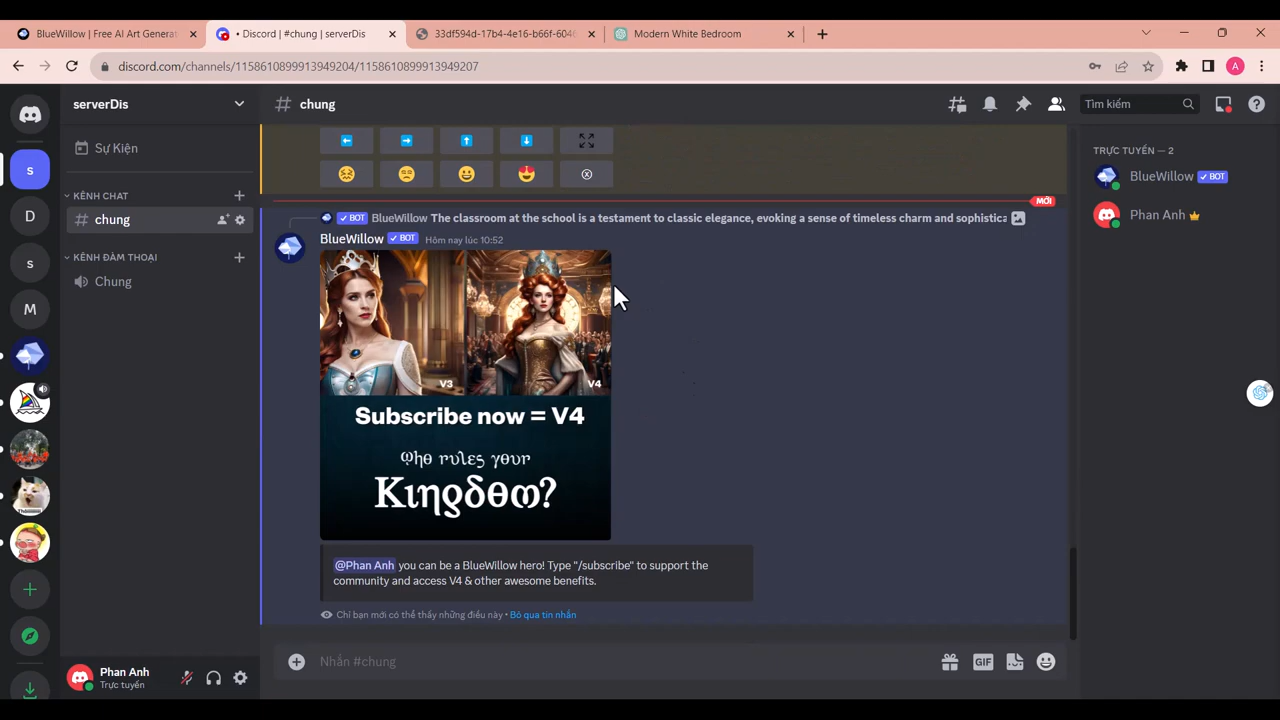 BlueWillow | Free AI Art Generat
• Discord | #chung | serverDis
33df594d-17b4-4e16-b66f-6046
Modern White Bedroom
discord.com/channels/1158610899913949204/1158610899913949207
A
serverDis
# chung
Tìm kiếm
Sự Kiện
KÊNH CHAT
# chung
KÊNH ĐÀM THOẠI
Chung
s
D
s
M
MỚI
BOT BlueWillow The classroom at the school is a testament to classic elegance, evoking a sense of timeless charm and sophistica
BlueWillow BOT Hôm nay lúc 10:52
V3
V4
Subscribe now = V4
Who rules your
Kingdom?
@Phan Anh you can be a BlueWillow hero! Type "/subscribe" to support the
community and access V4 & other awesome benefits.
Chỉ bạn mới có thể thấy những điều này • Bỏ qua tin nhắn
Nhắn #chung
GIF
TRỰC TUYẾN — 2
BlueWillow BOT
Phan Anh
Phan Anh
Trực tuyến